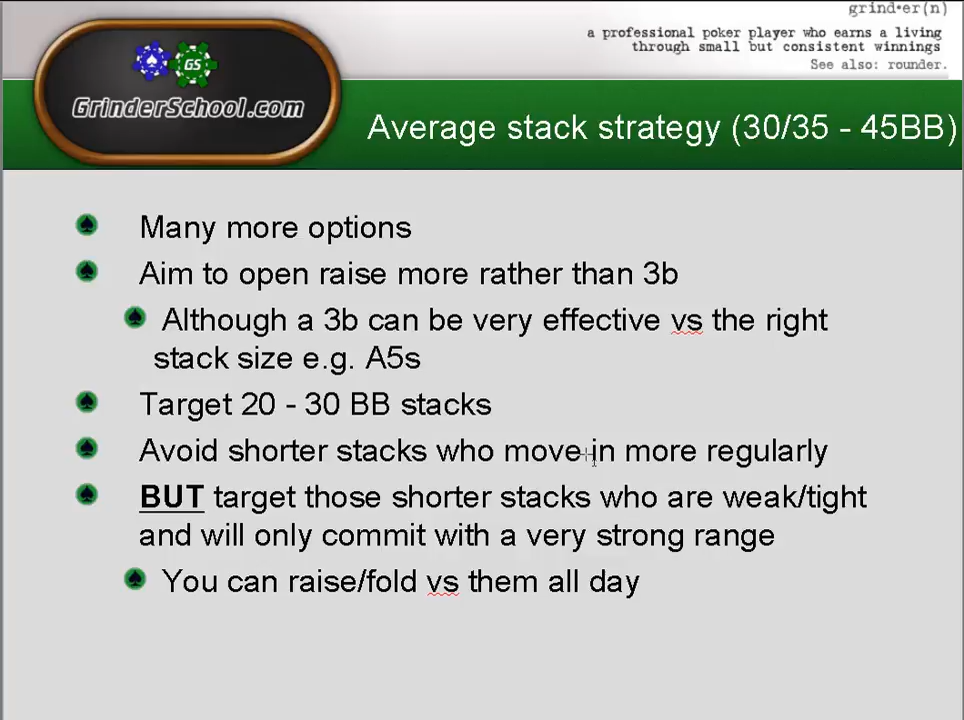 grind•er(n)
a professional poker player who earns a living
through small but consistent winnings
See also: rounder.
GS
GrinderSchool.com
Average stack strategy (30/35 - 45BB)
Many more options
Aim to open raise more rather than 3b
Although a 3b can be very effective vs the right
stack size e.g. A5s
Target 20 - 30 BB stacks
Avoid shorter stacks who move in more regularly
BUT target those shorter stacks who are weak/tight
and will only commit with a very strong range
You can raise/fold vs them all day